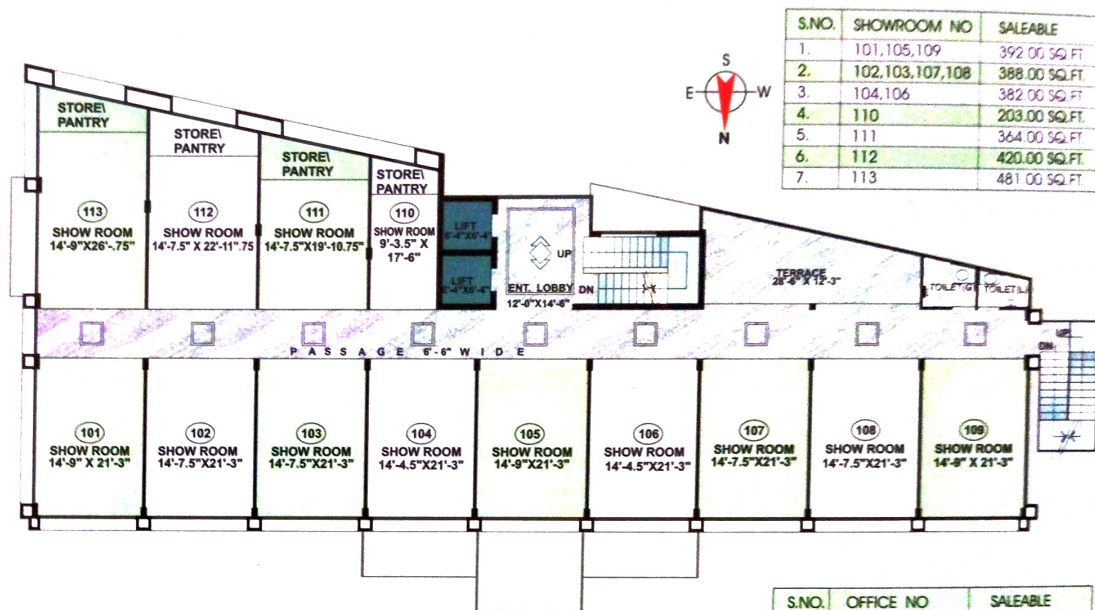 S.NO. SHOWROOM NO SALEABLE
1. 101,105,109 392.00 SQ.FT
2. 102,103,107,108 388.00 SQ.FT.
3. 104,106 382.00 SQ.FT
4. 110 203.00 SQ.FT.
5. 111 364.00 SQ.FT
6. 112 420.00 SQ.FT.
7. 113 481.00 SQ.FT.
S
E W
N
STORE\
PANTRY
113
SHOW ROOM
14'-9"X26'-.75"
STORE\
PANTRY
112
SHOW ROOM
14'-7.5" X 22'-11".75
STORE\
PANTRY
111
SHOW ROOM
14'-7.5"X19'-10.75"
STORE\
PANTRY
110
SHOW ROOM
9'-3.5" X
17'-6"
LIFT
LIFT
UP
ENT. LOBBY
12'-0"X14'-6"
DN
TERRACE
28'-6" X 12'-3"
TOILET
TOILET
PASSAGE 6'-6" WIDE
UP
DN
101
SHOW ROOM
14'-9" X 21'-3"
102
SHOW ROOM
14'-7.5"X21'-3"
103
SHOW ROOM
14'-7.5"X21'-3"
104
SHOW ROOM
14'-4.5"X21'-3"
105
SHOW ROOM
14'-9"X21'-3"
106
SHOW ROOM
14'-4.5"X21'-3"
107
SHOW ROOM
14'-7.5"X21'-3"
108
SHOW ROOM
14'-7.5"X21'-3"
109
SHOW ROOM
14'-9" X 21'-3"
S.NO. OFFICE NO SALEABLE